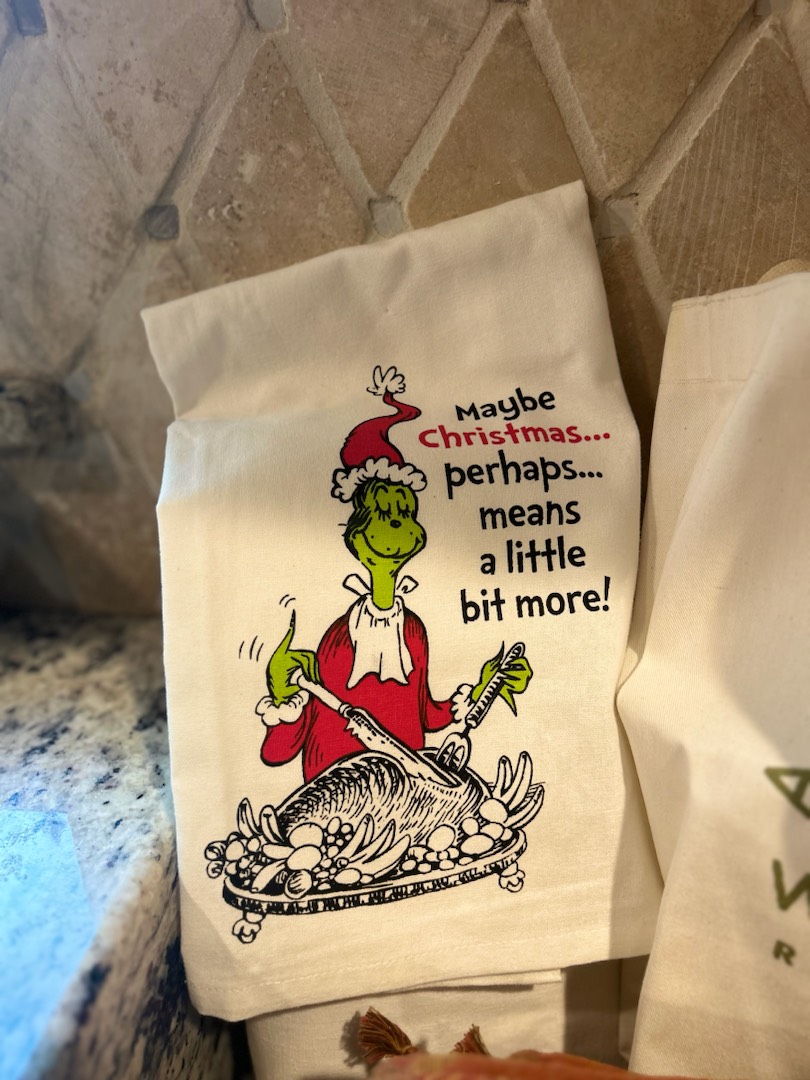 Maybe
Christmas...
perhaps...
means
a little
bit more!